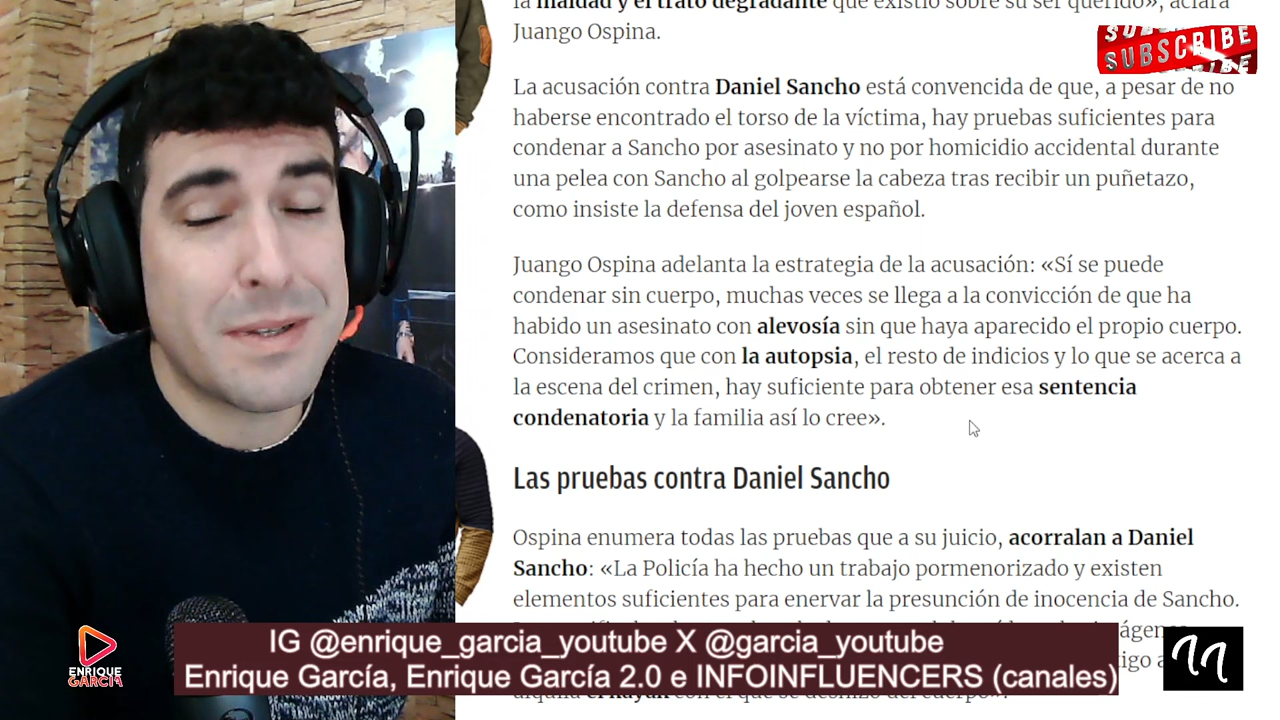 la maldad y el trato degradante que existió sobre su ser querido», aclara
Juango Ospina.
SUBSCRIBE
La acusación contra Daniel Sancho está convencida de que, a pesar de no
haberse encontrado el torso de la víctima, hay pruebas suficientes para
condenar a Sancho por asesinato y no por homicidio accidental durante
una pelea con Sancho al golpearse la cabeza tras recibir un puñetazo,
como insiste la defensa del joven español.
Juango Ospina adelanta la estrategia de la acusación: «Sí se puede
condenar sin cuerpo, muchas veces se llega a la convicción de que ha
habido un asesinato con alevosía sin que haya aparecido el propio cuerpo.
Consideramos que con la autopsia, el resto de indicios y lo que se acerca a
la escena del crimen, hay suficiente para obtener esa sentencia
condenatoria y la familia así lo cree».
Las pruebas contra Daniel Sancho
Ospina enumera todas las pruebas que a su juicio, acorralan a Daniel
Sancho: «La Policía ha hecho un trabajo pormenorizado y existen
elementos suficientes para enervar la presunción de inocencia de Sancho.
IG @enrique_garcia_youtube X @garcia_youtube
Enrique García, Enrique García 2.0 e INFOINFLUENCERS (canales)
ENRIQUE
GARCÍA